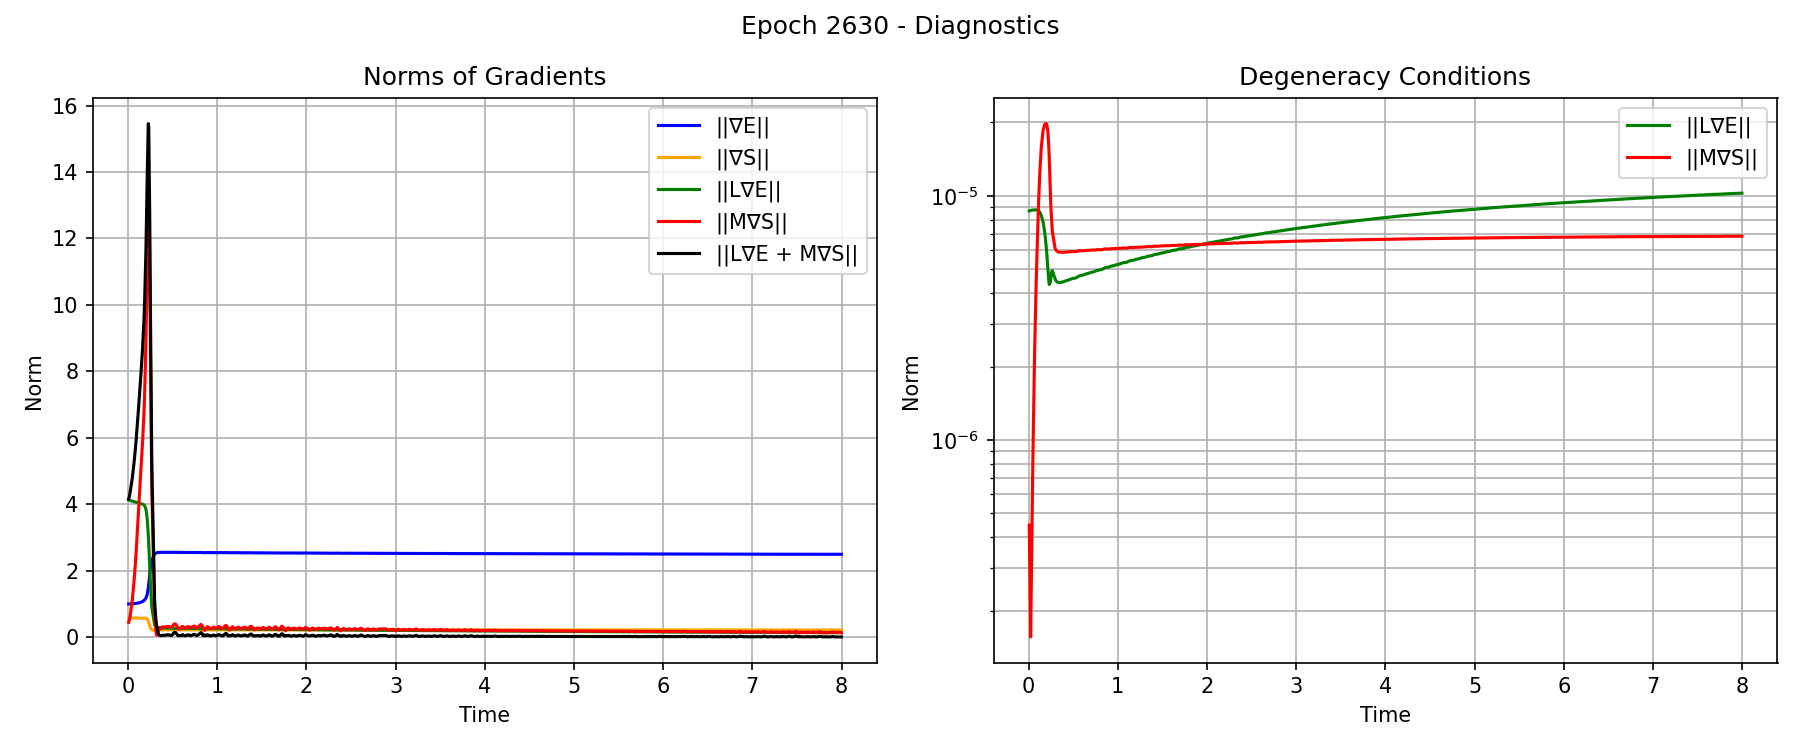 Epoch 2630 - Diagnostics
Norms of Gradients
16
14
12
10
8
6
4
2
0
Norm
0 1 2 3 4 5 6 7 8
Time
||∇E||
||∇S||
||L∇E||
||M∇S||
||L∇E + M∇S||
Degeneracy Conditions
10⁻⁵
10⁻⁶
Norm
0 1 2 3 4 5 6 7 8
Time
||L∇E||
||M∇S||